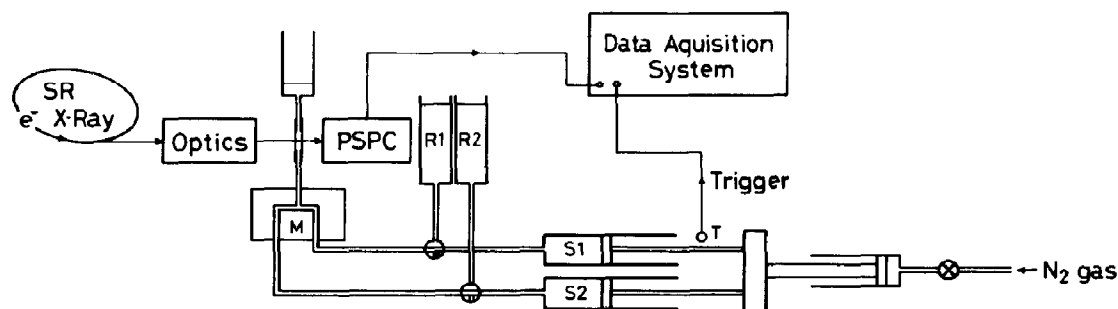 SR
e⁻ X-Ray
Optics
PSPC
R1
R2
Data Aquisition
System
Trigger
T
M
S1
S2
N₂ gas